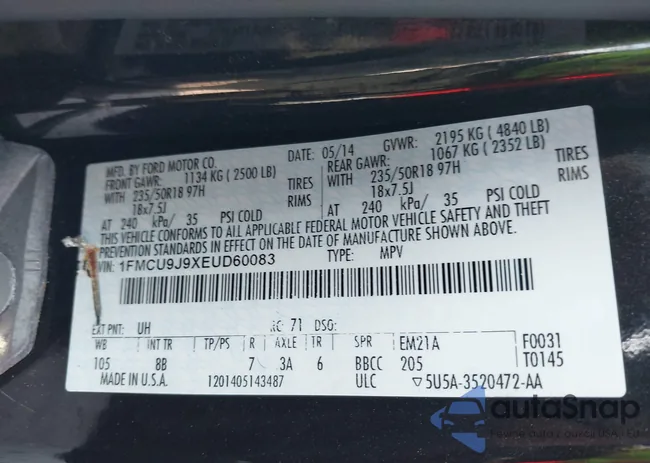 MFD. BY FORD MOTOR CO. DATE: 05/14 GVWR: 2195 KG ( 4840 LB)
FRONT GAWR: 1134 KG ( 2500 LB) REAR GAWR: 1067 KG ( 2352 LB)
WITH 235/50R18 97H TIRES WITH 235/50R18 97H TIRES
18x7.5J RIMS 18x7.5J RIMS
AT 240 kPa/ 35 PSI COLD AT 240 kPa/ 35 PSI COLD
THIS VEHICLE CONFORMS TO ALL APPLICABLE FEDERAL MOTOR VEHICLE SAFETY AND THEFT
PREVENTION STANDARDS IN EFFECT ON THE DATE OF MANUFACTURE SHOWN ABOVE.
VIN: 1FMCU9J9XEUD60083 TYPE: MPV
EXT PNT: UH RC: 71 DSG:
WB INT TR TP/PS R AXLE TR SPR EM21A F0031
105 8B 7 3A 6 BBCC 205 T0145
MADE IN U.S.A. 1201405143487 ULC ▽5U5A-3520472-AA
autoSnap